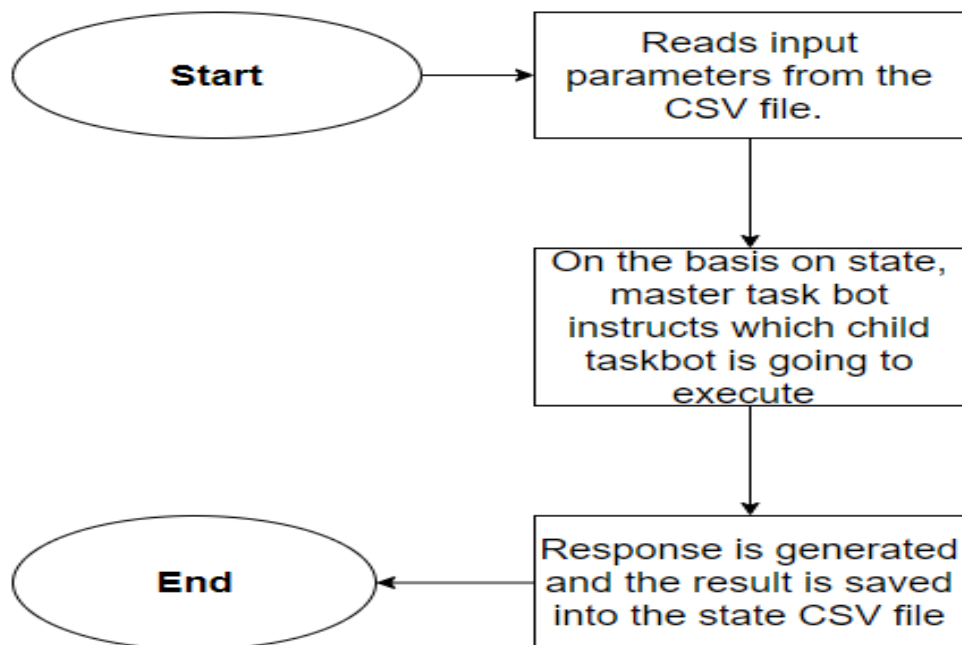 Start
Reads input
parameters from the
CSV file.
On the basis on state,
master task bot
instructs which child
taskbot is going to
execute
Response is generated
and the result is saved
into the state CSV file
End